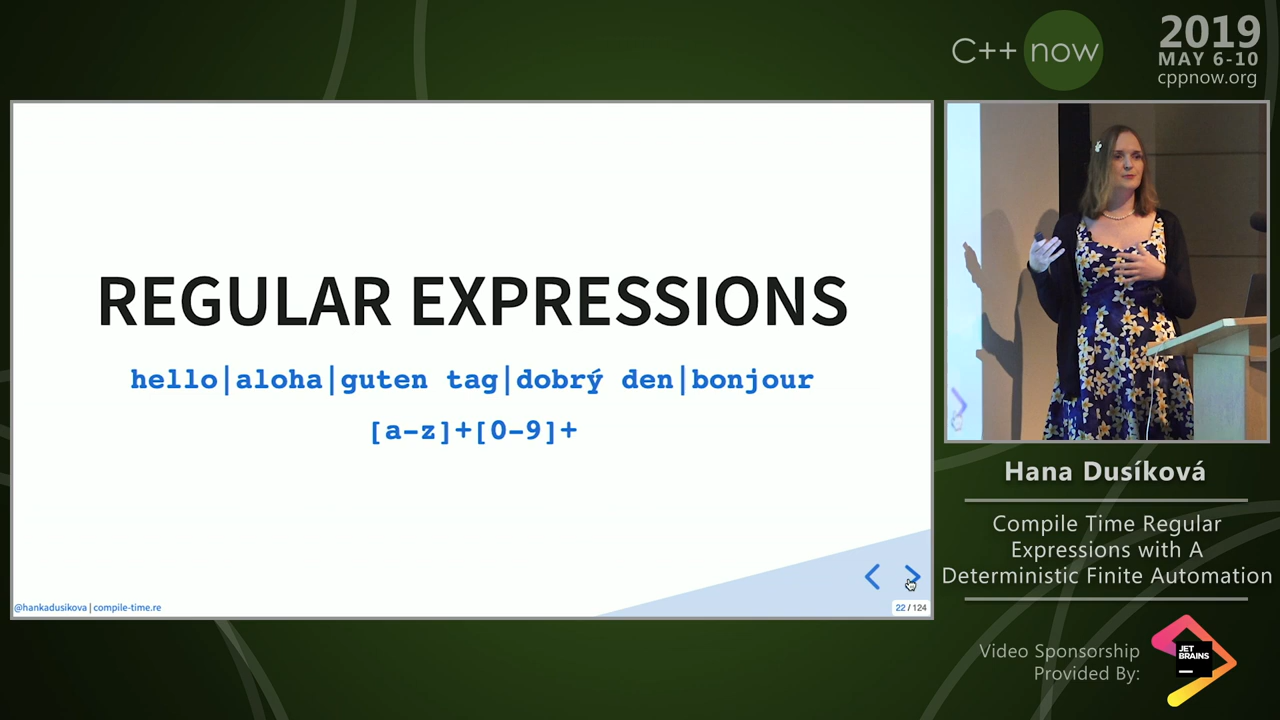 C++ now
2019
MAY 6-10
cppnow.org
REGULAR EXPRESSIONS
hello|aloha|guten tag|dobrý den|bonjour
[a-z]+[0-9]+
@hankadusikova | compile-time.re
22 / 124
Hana Dusíková
Compile Time Regular
Expressions with A
Deterministic Finite Automation
Video Sponsorship
Provided By:
JET
BRAINS